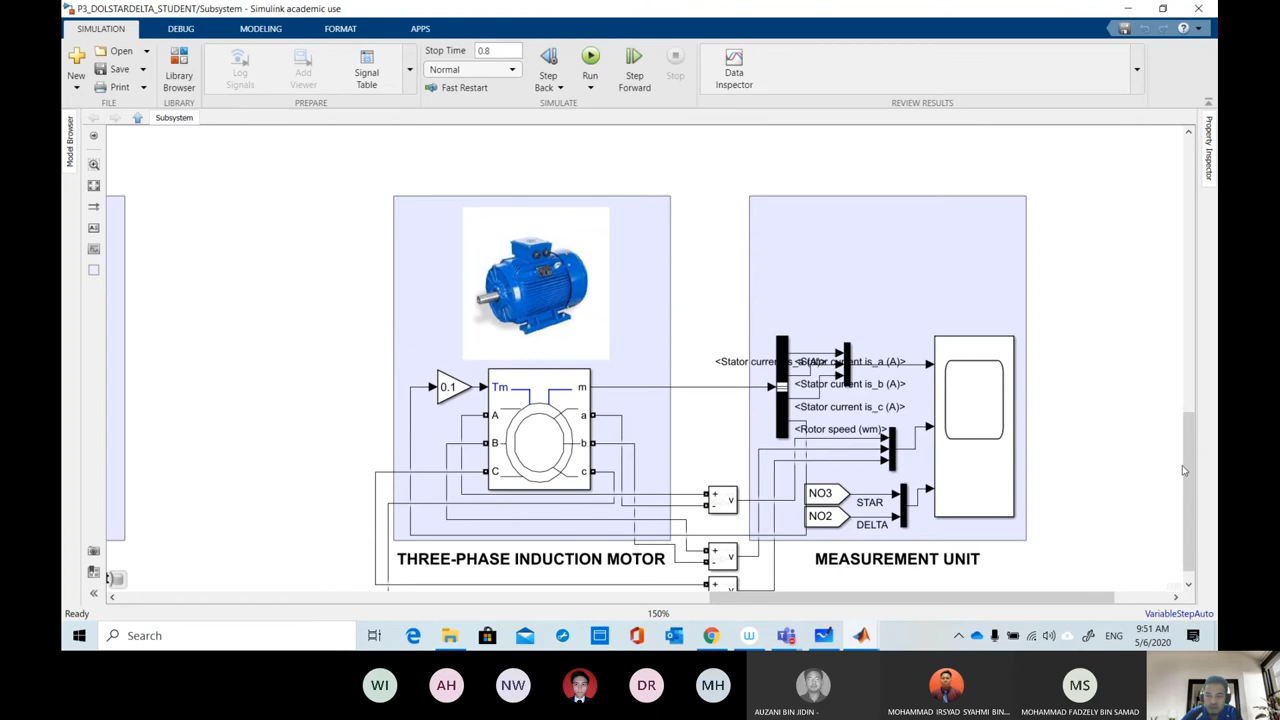 P3_DOLSTARDELTA_STUDENT/Subsystem - Simulink academic use
SIMULATION DEBUG MODELING FORMAT APPS
New
Open
Save
Print
FILE
Library Browser
LIBRARY
Log Signals
Add Viewer
Signal Table
PREPARE
Stop Time 0.8
Normal
Fast Restart
Step Back
Run
Step Forward
Stop
SIMULATE
Data Inspector
REVIEW RESULTS
Model Browser
Subsystem
Property Inspector
0.1
Tm
m
A
B
C
a
b
c
THREE-PHASE INDUCTION MOTOR
<Stator current is_a (A)>
<Stator current is_b (A)>
<Stator current is_c (A)>
<Rotor speed (wm)>
+
-
v
+
-
v
+
v
NO3
STAR
NO2
DELTA
MEASUREMENT UNIT
Ready
150%
VariableStepAuto
Search
ENG
9:51 AM
5/6/2020
WI
AH
NW
DR
MH
AUZANI BIN JIDIN -
MOHAMMAD IRSYAD SYAHMI BIN...
MS
MOHAMMAD FADZELY BIN SAMAD